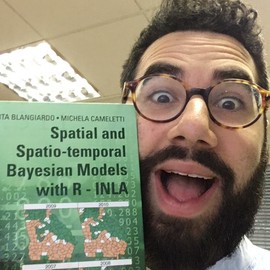 TA BLANGIARDO • MICHELA CAMELETTI
Spatial and
Spatio-temporal
Bayesian Models
with R - INLA
2009 2010
2007 2008